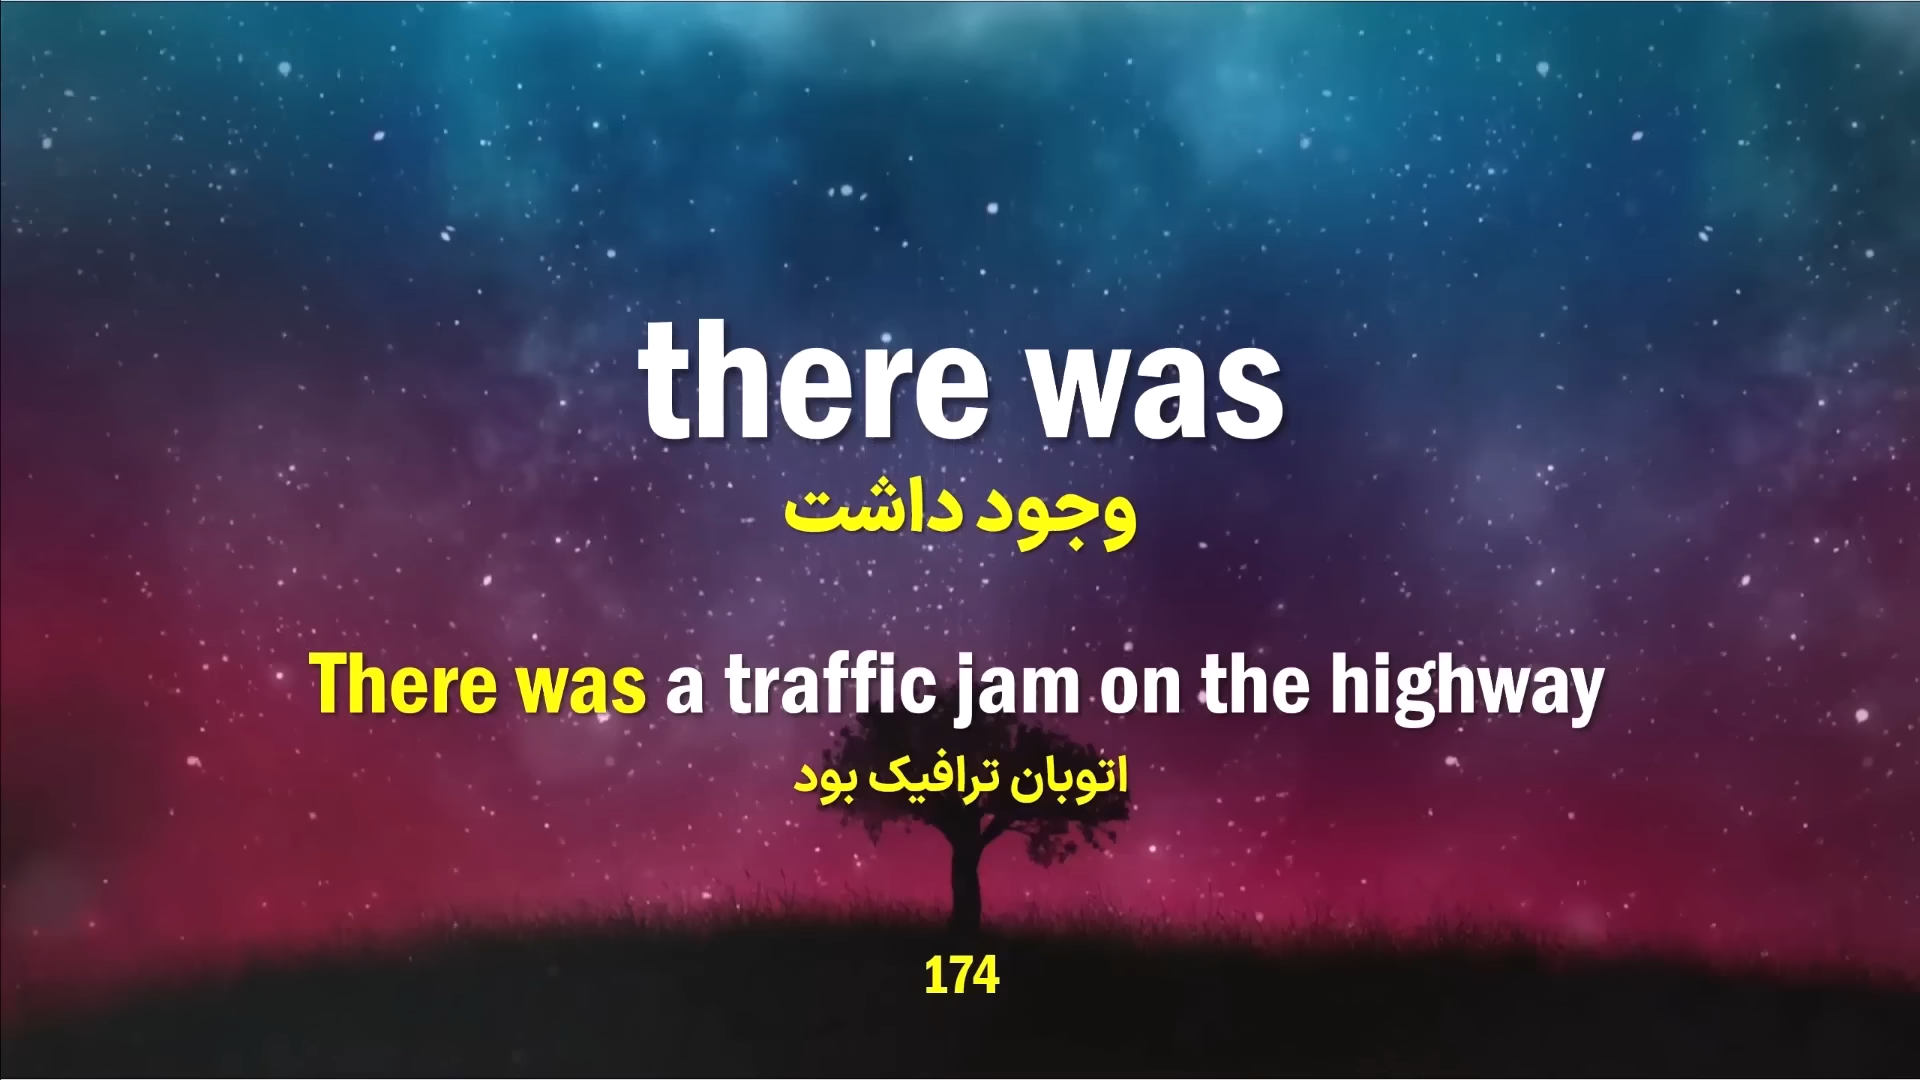 there was
وجود داشت
There was a traffic jam on the highway
اتوبان ترافیک بود
174